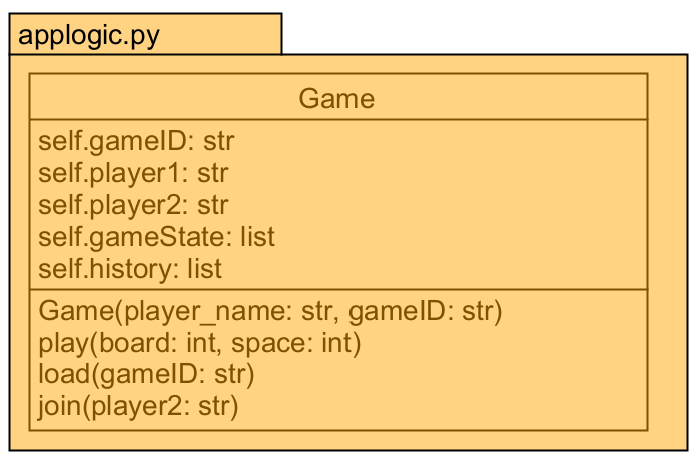 applogic.py
Game
self.gameID: str
self.player1: str
self.player2: str
self.gameState: list
self.history: list
Game(player_name: str, gameID: str)
play(board: int, space: int)
load(gameID: str)
join(player2: str)